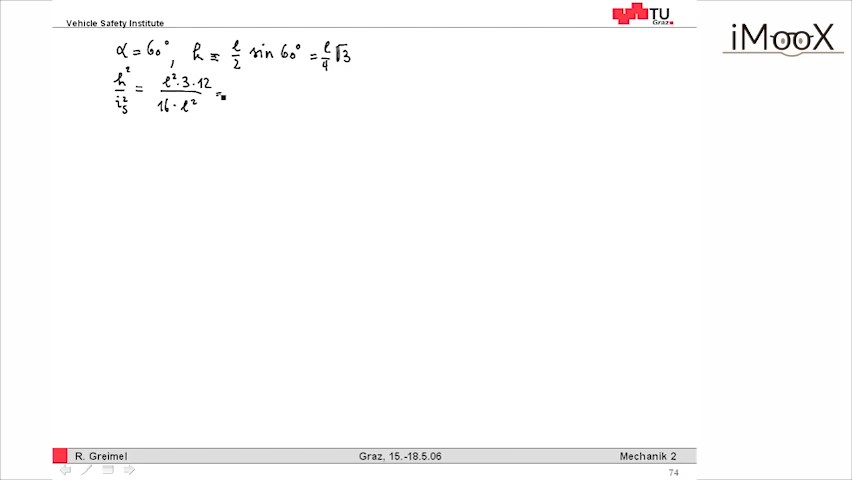 Vehicle Safety Institute
TU
Graz
iMooX
α = 60°, h = l/2 sin 60° = l/4 √3
h²/i_S² = l²·3·12 / 16·l² =
R. Greimel Graz, 15.-18.5.06 Mechanik 2
74